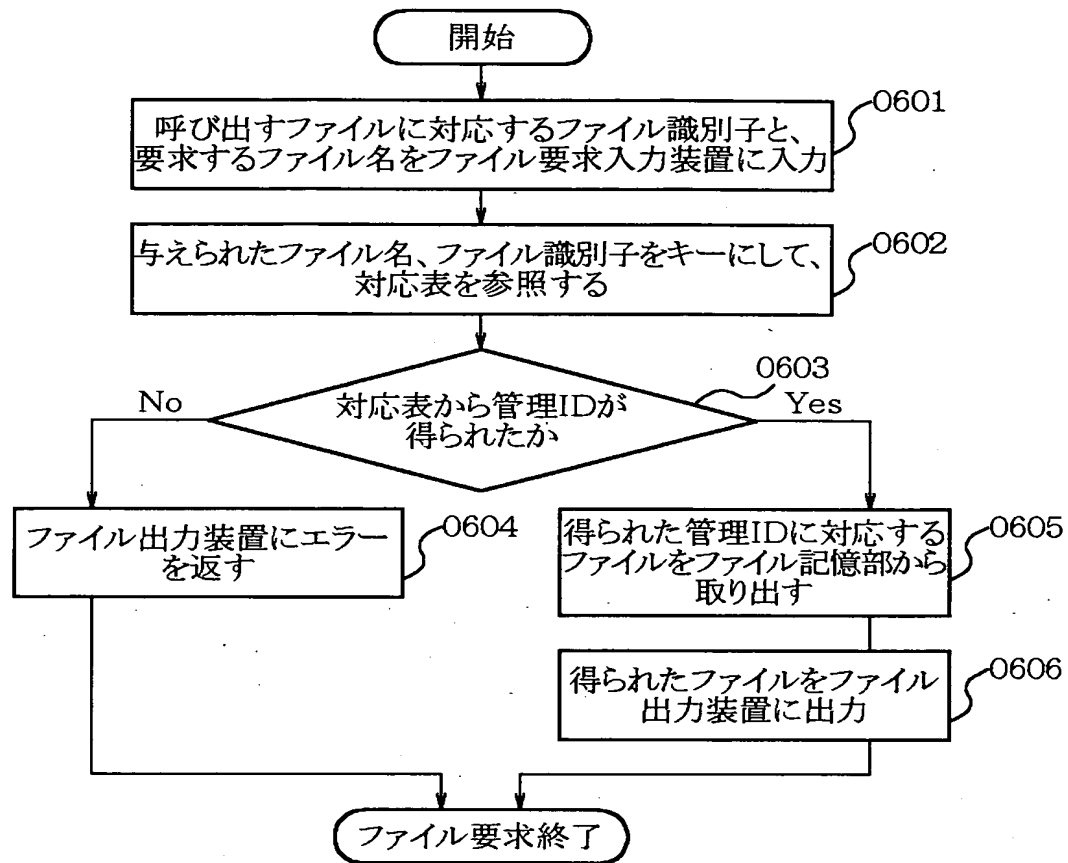 開始
0601
呼び出すファイルに対応するファイル識別子と、
要求するファイル名をファイル要求入力装置に入力
0602
与えられたファイル名、ファイル識別子をキーにして、
対応表を参照する
0603
対応表から管理IDが
得られたか
No
Yes
0604
ファイル出力装置にエラー
を返す
0605
得られた管理IDに対応する
ファイルをファイル記憶部から
取り出す
0606
得られたファイルをファイル
出力装置に出力
ファイル要求終了